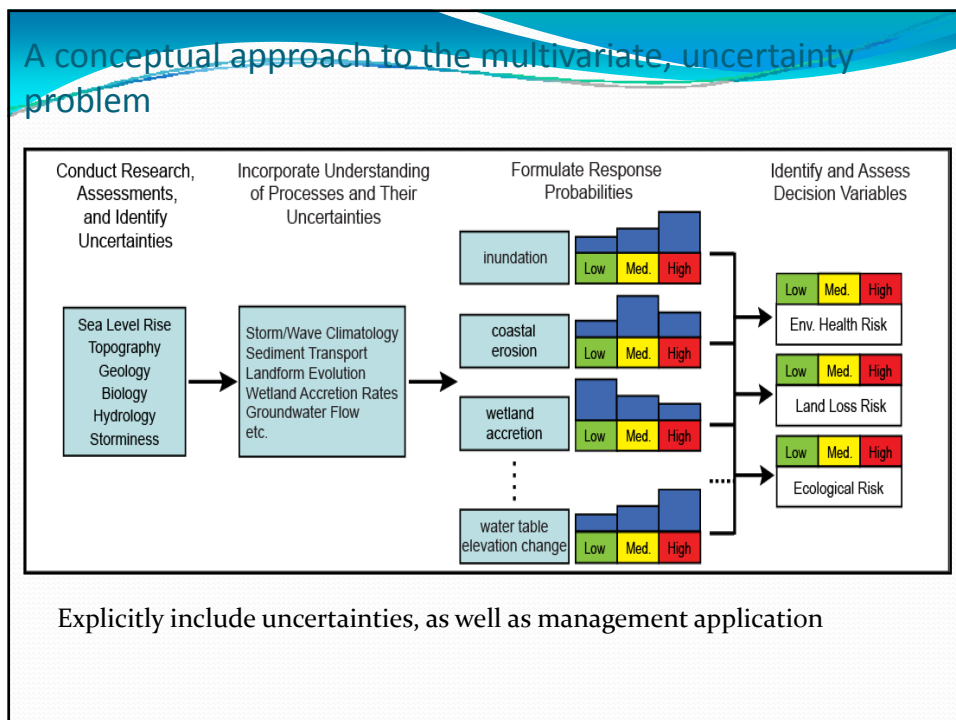 A conceptual approach to the multivariate, uncertainty
problem
Conduct Research,
Assessments,
and Identify
Uncertainties
Incorporate Understanding
of Processes and Their
Uncertainties
Formulate Response
Probabilities
Identify and Assess
Decision Variables
Sea Level Rise
Topography
Geology
Biology
Hydrology
Storminess
Storm/Wave Climatology
Sediment Transport
Landform Evolution
Wetland Accretion Rates
Groundwater Flow
etc.
inundation
Low Med. High
coastal
erosion
Low Med. High
wetland
accretion
Low Med. High
water table
elevation change
Low Med. High
Low Med. High
Env. Health Risk
Low Med. High
Land Loss Risk
Low Med. High
Ecological Risk
Explicitly include uncertainties, as well as management application